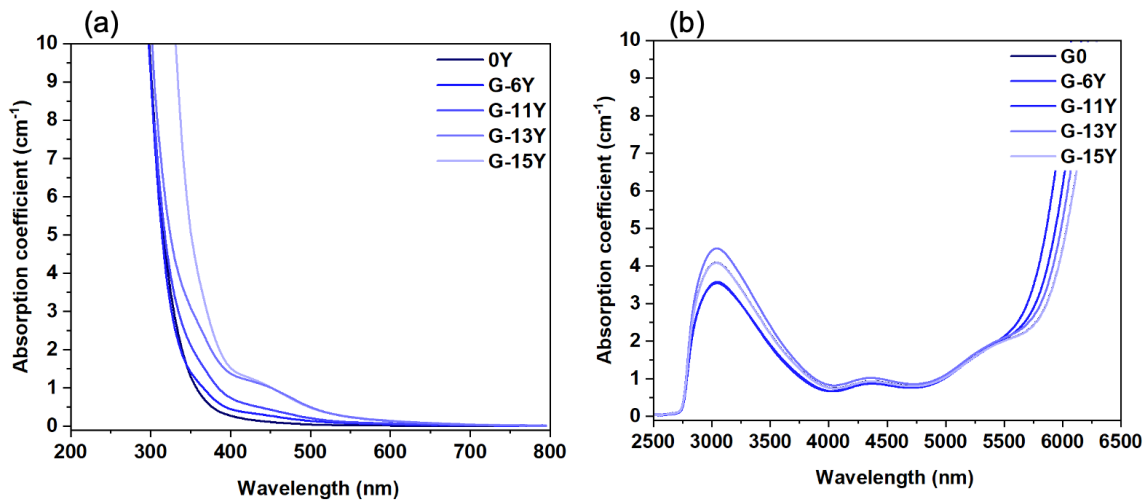 (a)
10
9
8
7
6
5
4
3
2
1
0
Absorption coefficient (cm-1)
0Y
G-6Y
G-11Y
G-13Y
G-15Y
200 300 400 500 600 700 800
Wavelength (nm)
(b)
10
9
8
7
6
5
4
3
2
1
0
Absorption coefficient (cm-1)
G0
G-6Y
G-11Y
G-13Y
G-15Y
2500 3000 3500 4000 4500 5000 5500 6000 6500
Wavelength (nm)